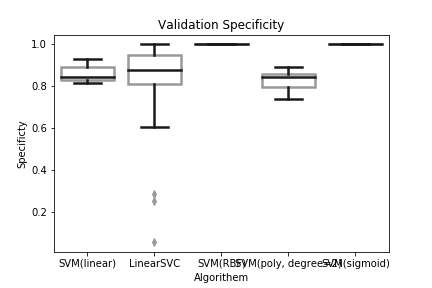 Validation Specificity
1.0
0.8
0.6
0.4
0.2
Specificty
SVM(linear) LinearSVC SVM(RBF) SVM(poly, degree=2) SVM(sigmoid)
Algorithem